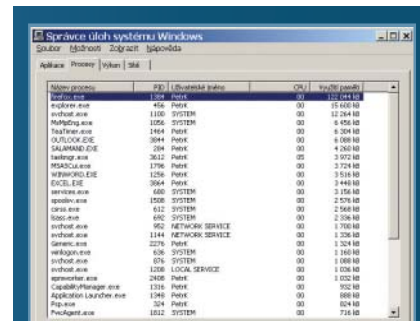 Správce úloh systému Windows
Soubor Možnosti Zobrazit Nápověda
Aplikace Procesy Výkon Sítě
Název procesu PID Uživatelské jméno CPU Využití paměti
firefox.exe 1384 PetrK 00 122 044 kB
explorer.exe 456 PetrK 00 15 600 kB
svchost.exe 1100 SYSTEM 00 12 264 kB
MsMpEng.exe 1056 SYSTEM 00 6 456 kB
TeaTimer.exe 1464 PetrK 00 6 304 kB
OUTLOOK.EXE 3844 PetrK 00 6 088 kB
SALAMAND.EXE 284 PetrK 00 4 260 kB
taskmgr.exe 3612 PetrK 05 3 972 kB
MSASCui.exe 1796 PetrK 00 3 724 kB
WINWORD.EXE 1256 PetrK 00 3 516 kB
EXCEL.EXE 3864 PetrK 00 3 448 kB
services.exe 680 SYSTEM 00 3 156 kB
spoolsv.exe 1508 SYSTEM 00 2 576 kB
csrss.exe 612 SYSTEM 00 2 568 kB
lsass.exe 692 SYSTEM 00 2 336 kB
svchost.exe 952 NETWORK SERVICE 00 1 700 kB
svchost.exe 1144 NETWORK SERVICE 00 1 336 kB
Generic.exe 2276 PetrK 00 1 324 kB
winlogon.exe 636 SYSTEM 00 1 160 kB
svchost.exe 876 SYSTEM 00 1 088 kB
svchost.exe 1208 LOCAL SERVICE 00 1 036 kB
epmworker.exe 2408 PetrK 00 1 032 kB
CapabilityManager.exe 1316 PetrK 00 932 kB
Application Launcher.exe 1348 PetrK 00 888 kB
Pcp.exe 324 PetrK 00 824 kB
PvcAgent.exe 1812 SYSTEM 00 716 kB